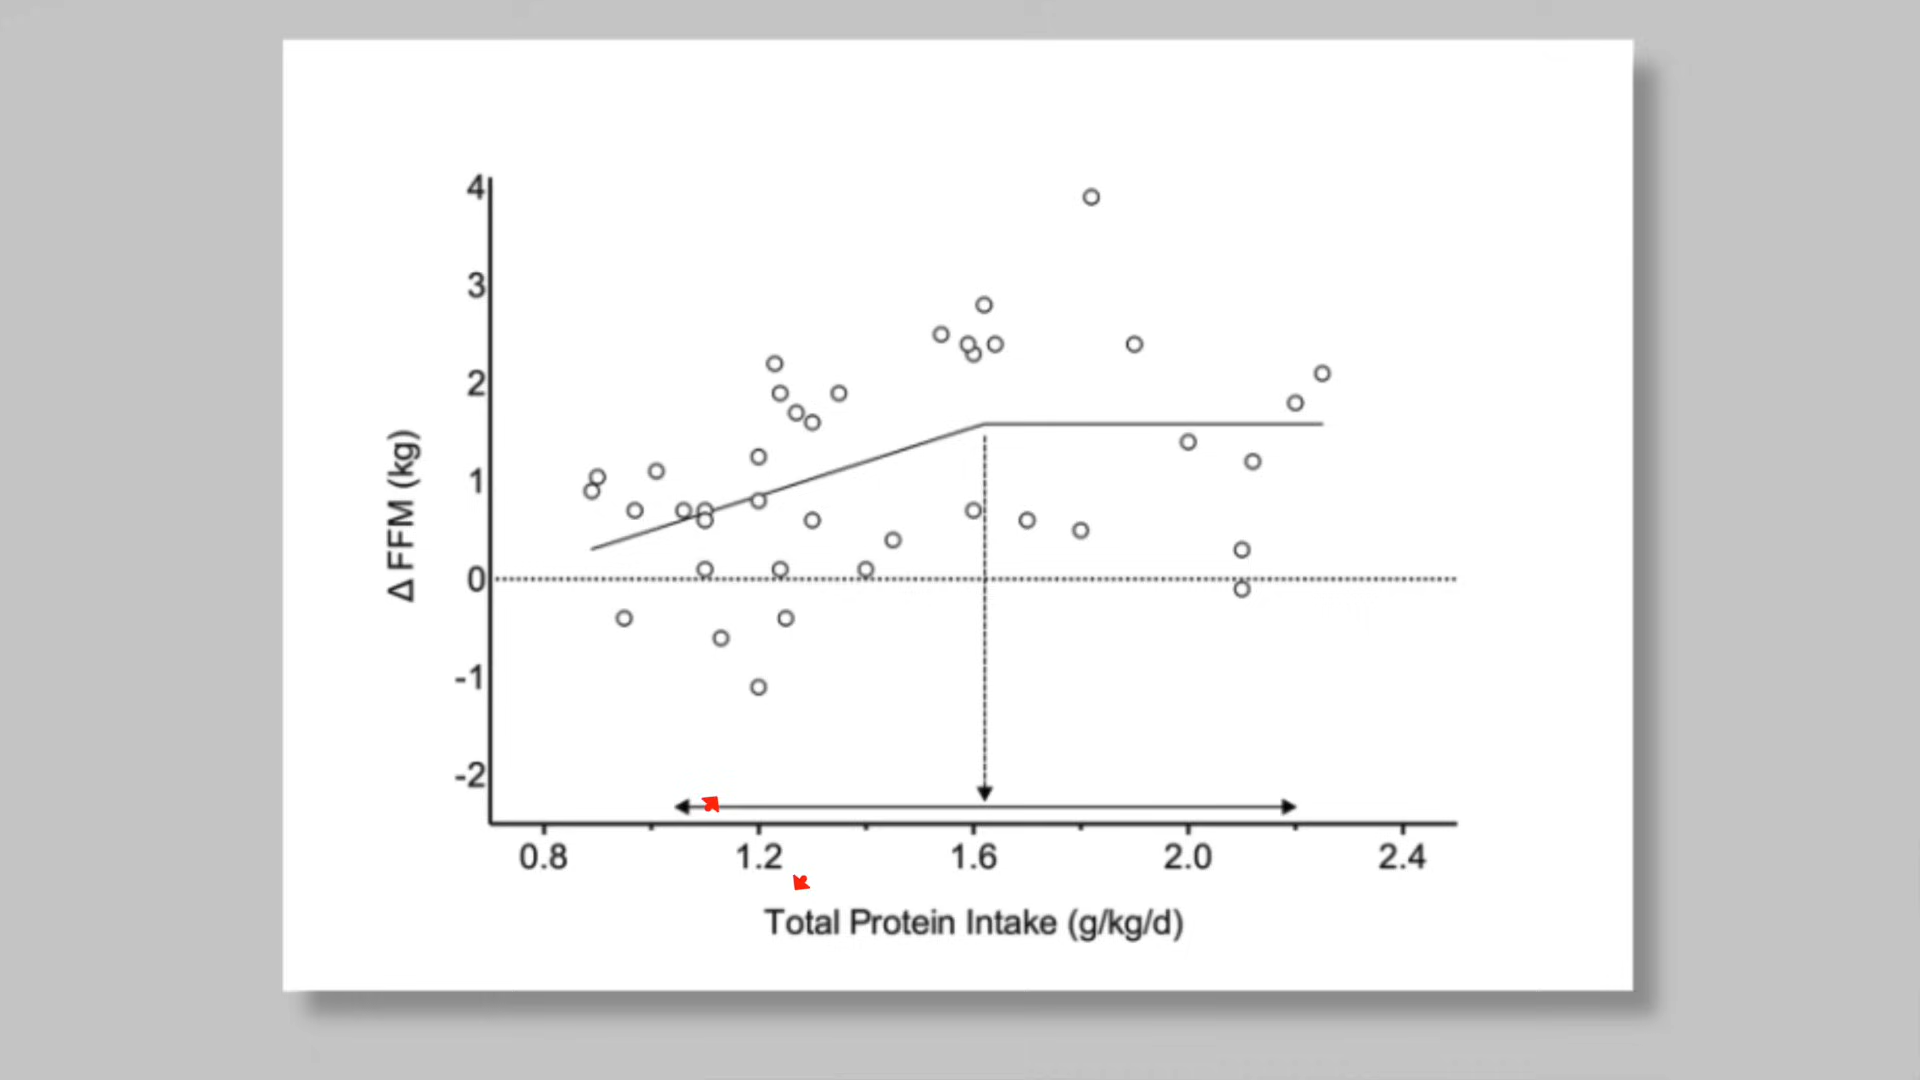 4
3
2
1
0
-1
-2
Δ FFM (kg)
0.8 1.2 1.6 2.0 2.4
Total Protein Intake (g/kg/d)